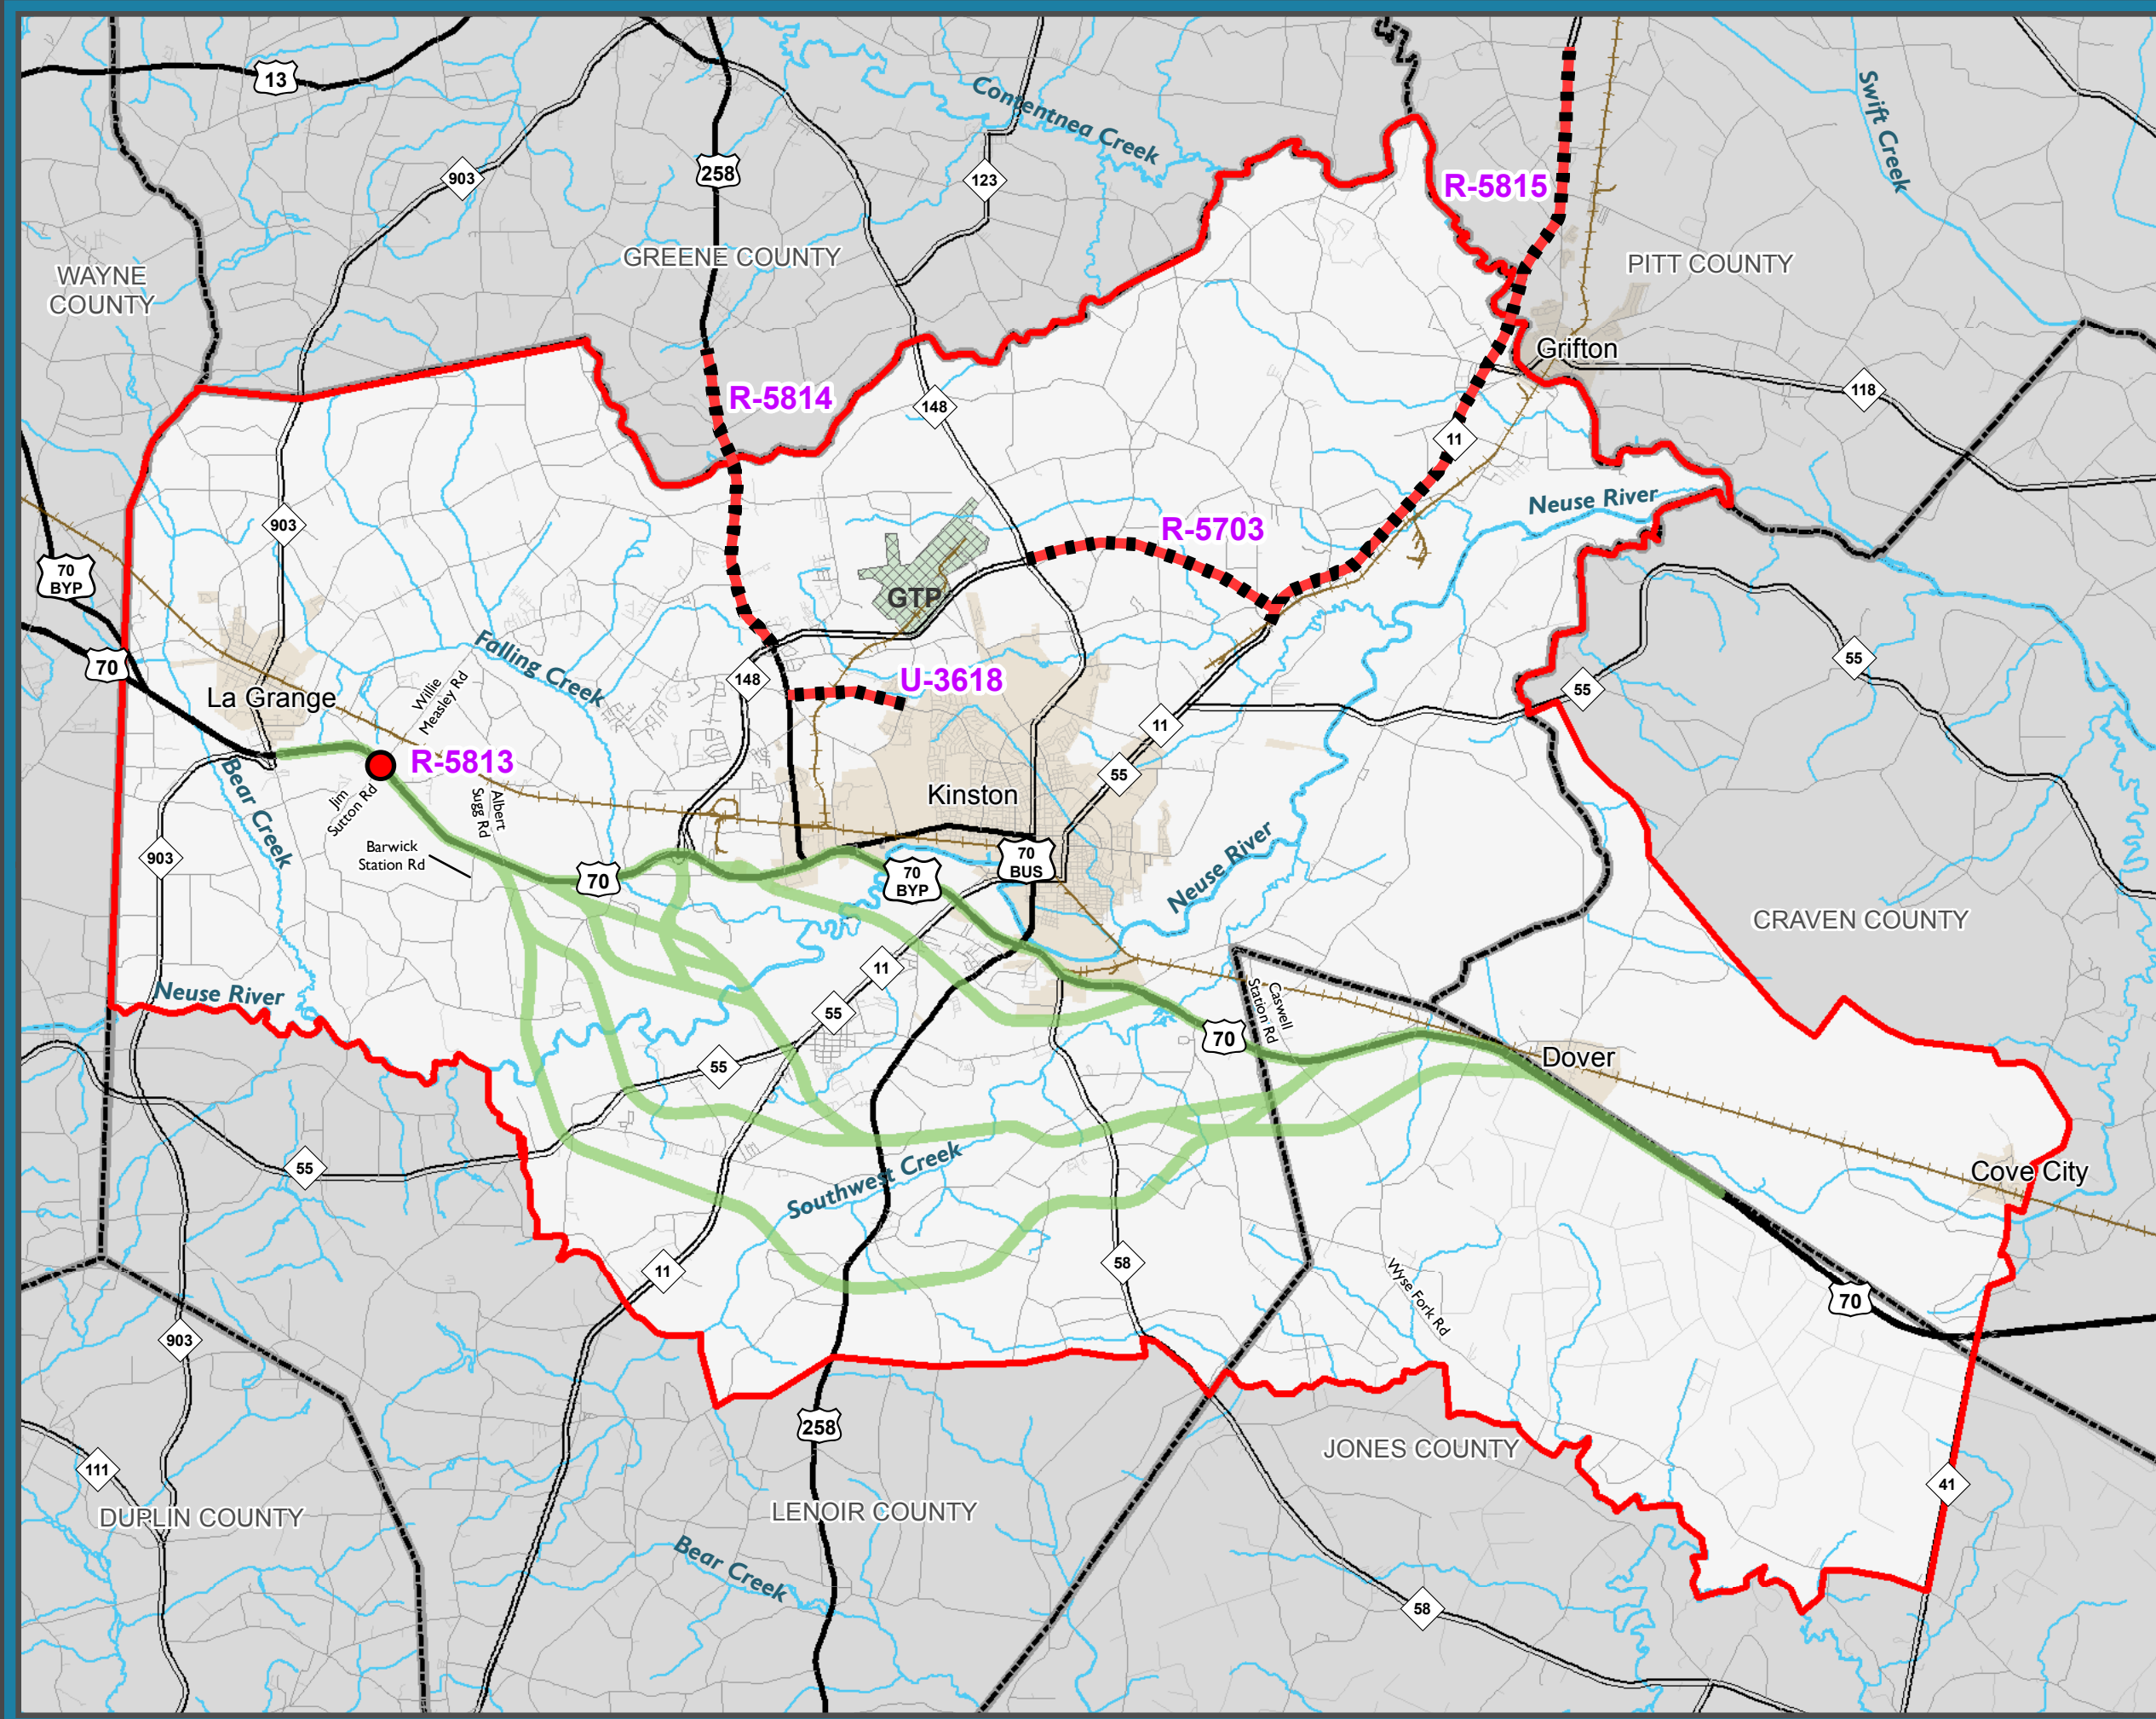 13
Contentnea Creek
Swift Creek
258
903
123
R-5815
GREENE COUNTY
WAYNE
COUNTY
PITT COUNTY
Grifton
R-5814
118
148
11
903
Neuse River
R-5703
70
BYP
GTP
Falling Creek
70
148
U-3618
55
55
La Grange
Willie
Measley Rd
11
R-5813
55
Bear Creek
Jim
Sutton Rd
Albert
Sugg Rd
Kinston
Barwick
Station Rd
903
70
70
BYP
70
BUS
Neuse River
CRAVEN COUNTY
11
Neuse River
55
Caswell
Station Rd
70
Dover
55
55
Southwest Creek
Cove City
11
58
Wyse Fork Rd
70
903
258
JONES COUNTY
111
41
DUPLIN COUNTY
LENOIR COUNTY
Bear Creek
58